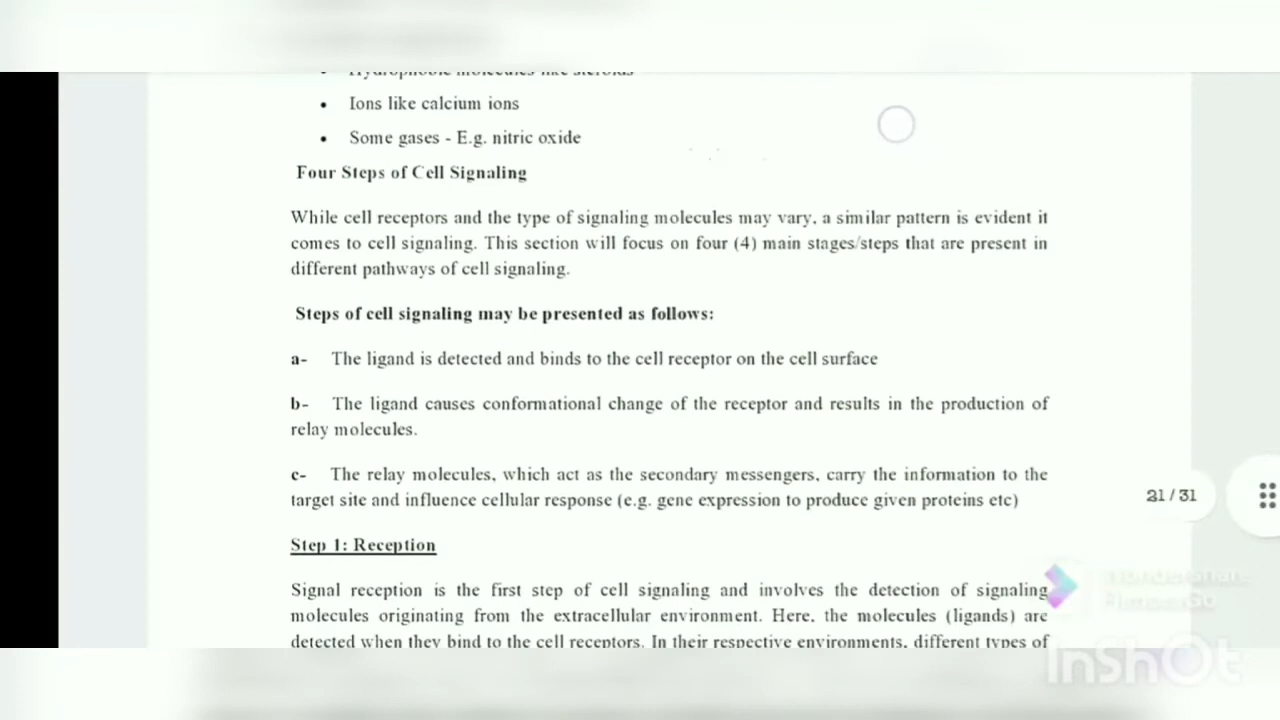 Hydrophobic molecules like steroids
• Ions like calcium ions
• Some gases - E.g. nitric oxide
Four Steps of Cell Signaling
While cell receptors and the type of signaling molecules may vary, a similar pattern is evident it
comes to cell signaling. This section will focus on four (4) main stages/steps that are present in
different pathways of cell signaling.
Steps of cell signaling may be presented as follows:
a- The ligand is detected and binds to the cell receptor on the cell surface
b- The ligand causes conformational change of the receptor and results in the production of
relay molecules.
c- The relay molecules, which act as the secondary messengers, carry the information to the
target site and influence cellular response (e.g. gene expression to produce given proteins etc)
21 / 31
Step 1: Reception
Signal reception is the first step of cell signaling and involves the detection of signaling
molecules originating from the extracellular environment. Here, the molecules (ligands) are
detected when they bind to the cell receptors. In their respective environments, different types of
Wondershare
FilmoraGo
InShOt